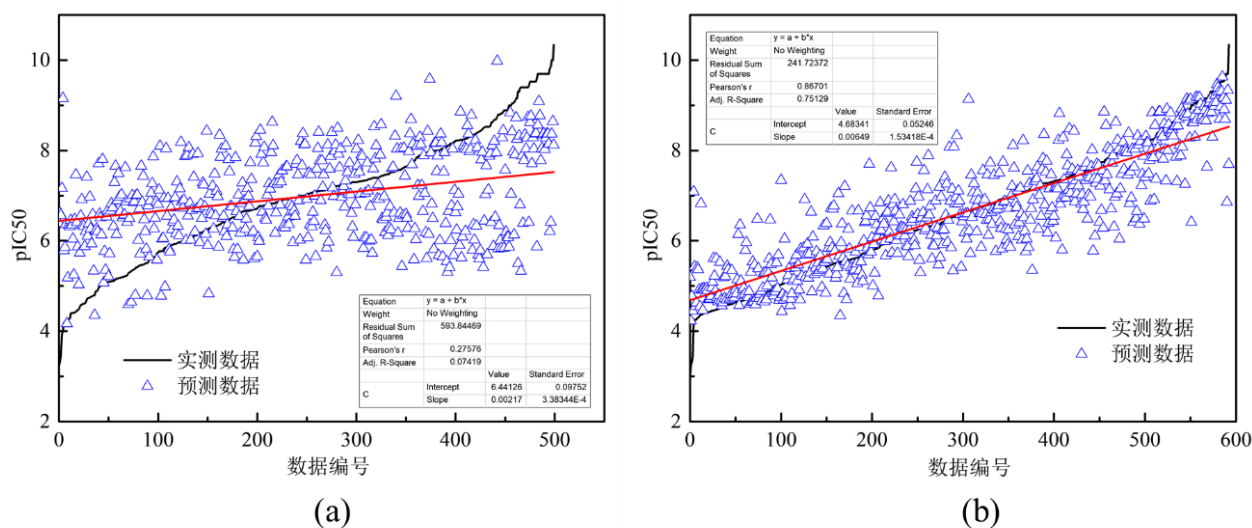 10
8
6
4
2
pIC50
Equation y = a + b*x
Weight No Weighting
Residual Sum of Squares 593.84469
Pearson's r 0.27576
Adj. R-Square 0.07419
Value Standard Error
C Intercept 6.44126 0.09752
Slope 0.00217 3.38344E-4
实测数据
预测数据
0 100 200 300 400 500
数据编号
(a)
10
8
6
4
2
pIC50
Equation y = a + b*x
Weight No Weighting
Residual Sum of Squares 241.72372
Pearson's r 0.86701
Adj. R-Square 0.75129
Value Standard Error
C Intercept 4.68341 0.05246
Slope 0.00649 1.53418E-4
实测数据
预测数据
0 100 200 300 400 500 600
数据编号
(b)